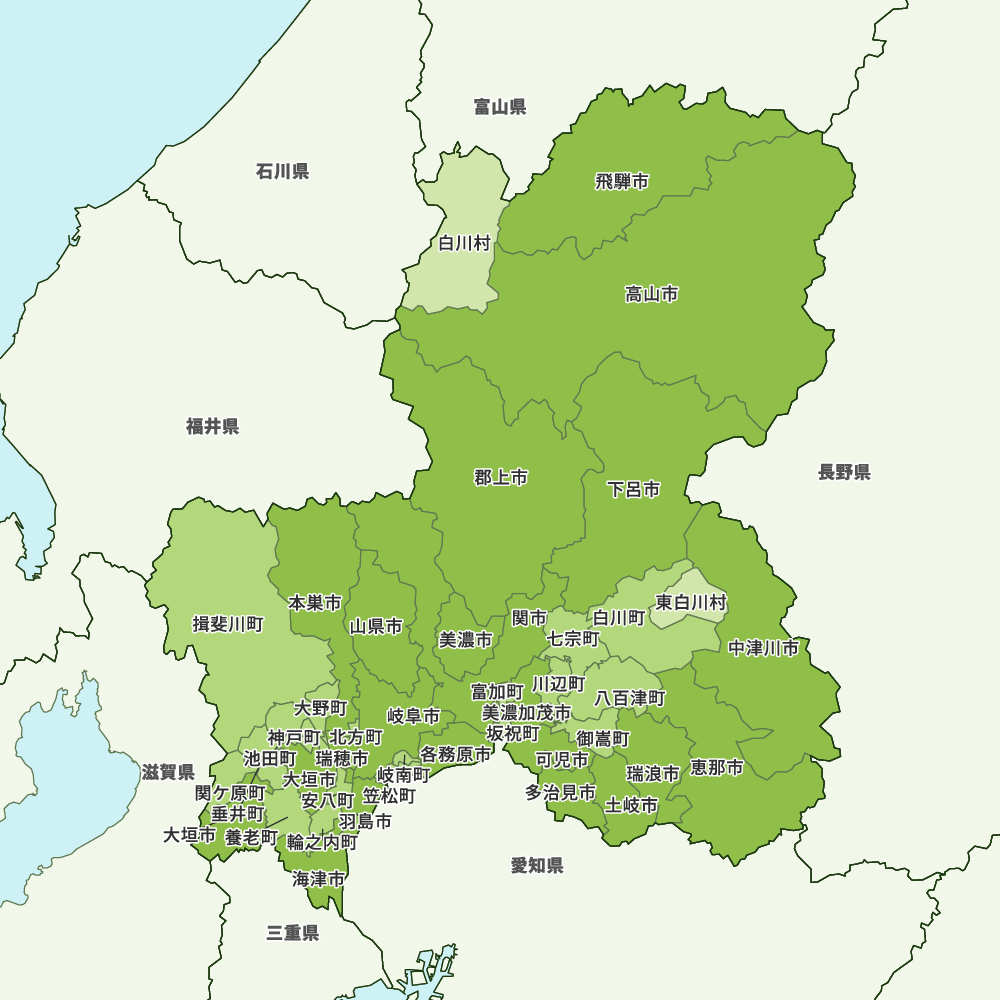 富山県
石川県
飛騨市
白川村
高山市
福井県
長野県
郡上市
下呂市
本巣市
東白川村
揖斐川町
山県市
関市
白川町
美濃市
七宗町
中津川市
富加町
川辺町
八百津町
大野町
岐阜市
美濃加茂市
神戸町
北方町
坂祝町
御嵩町
池田町
瑞穂市
各務原市
可児市
滋賀県
大垣市
岐南町
瑞浪市
恵那市
関ケ原町
安八町
笠松町
多治見市
土岐市
垂井町
羽島市
大垣市
養老町
輪之内町
愛知県
海津市
三重県